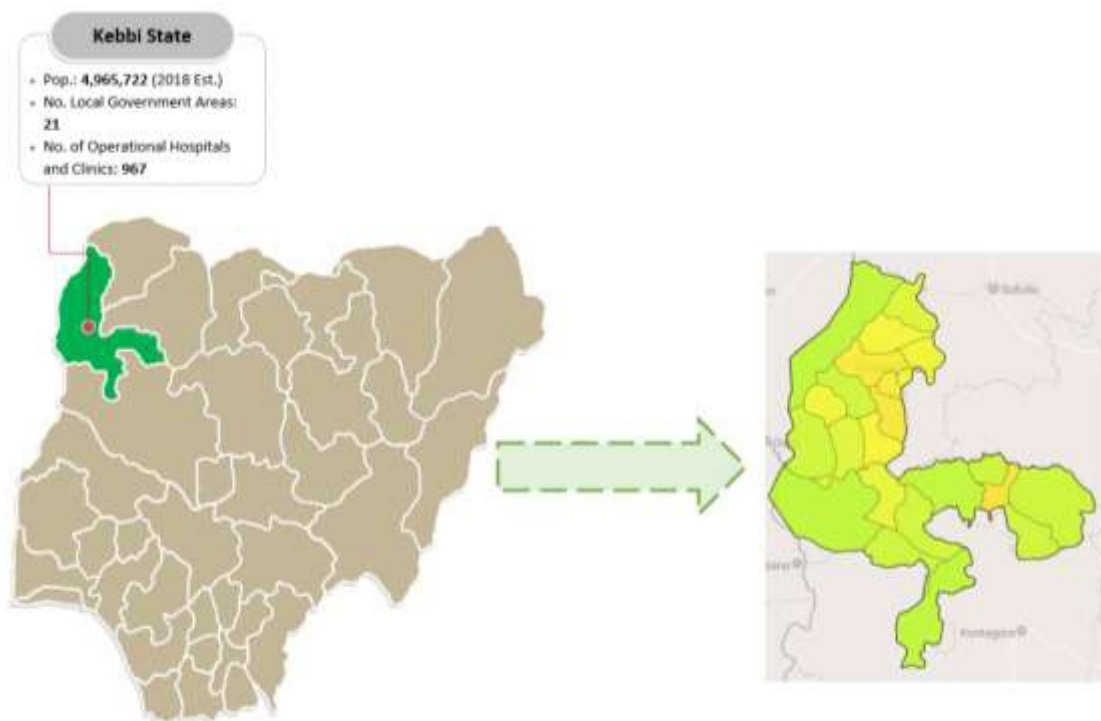 Kebbi State
• Pop.: 4,965,722 (2018 Est.)
• No. Local Government Areas:
21
• No. of Operational Hospitals
and Clinics: 967
Kontagora